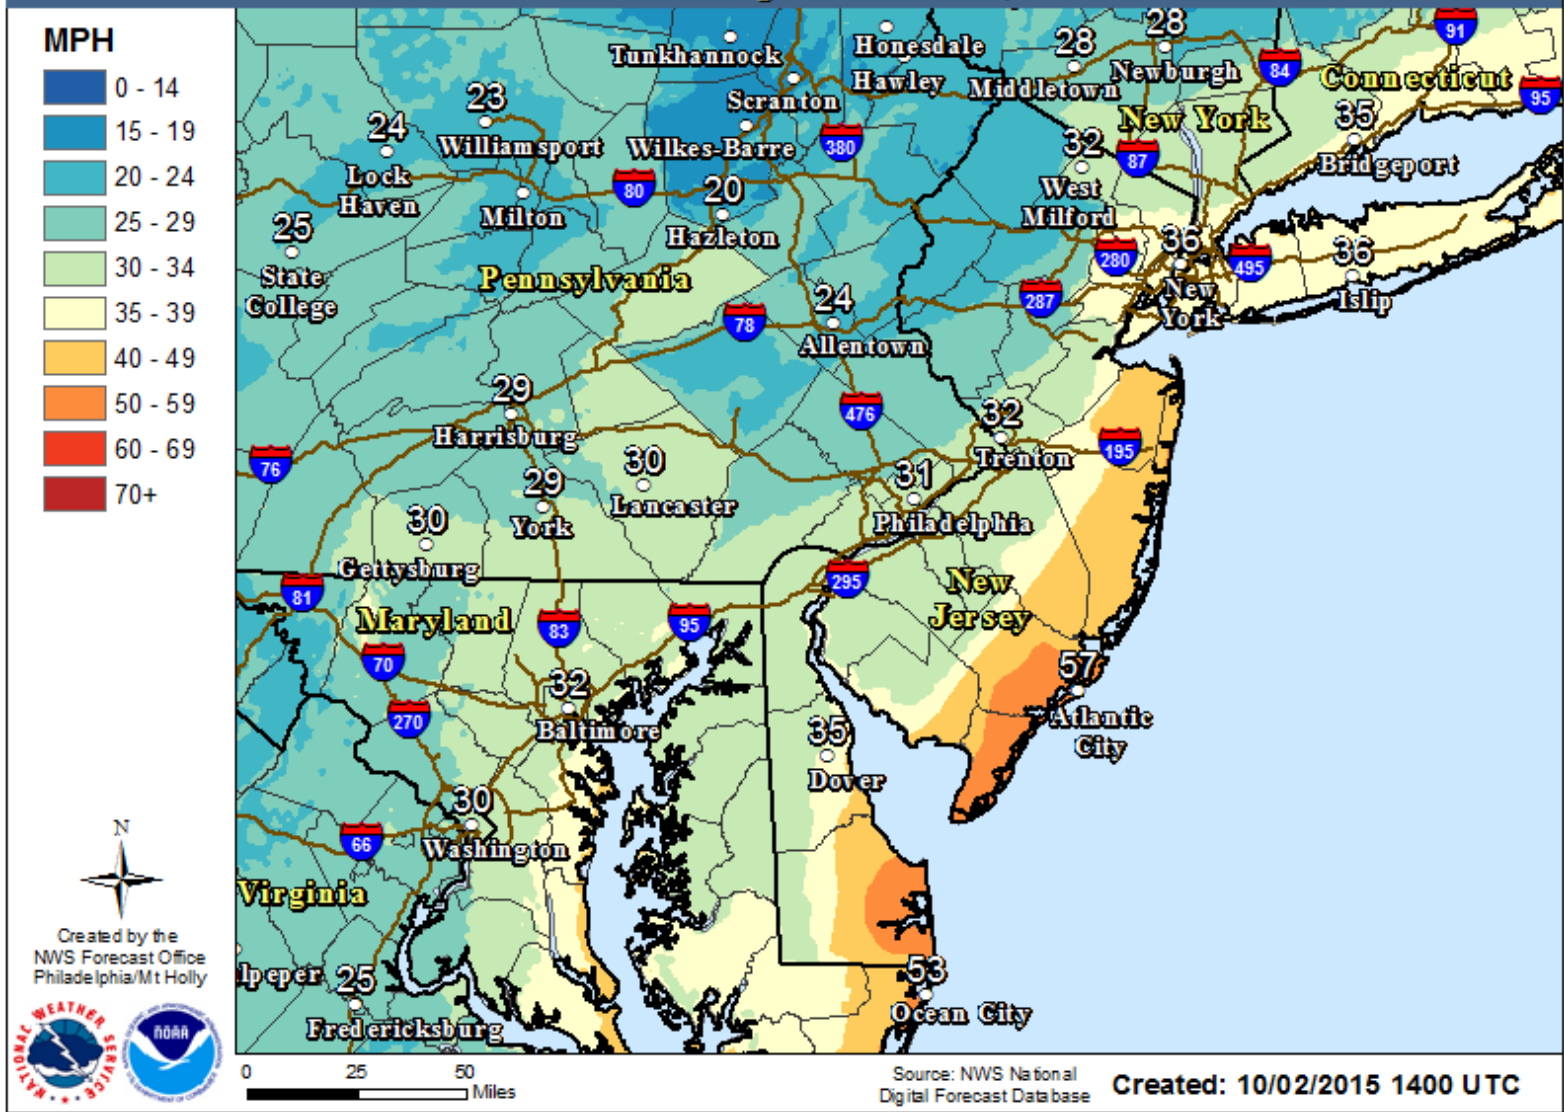 MPH
0 - 14
15 - 19
20 - 24
25 - 29
30 - 34
35 - 39
40 - 49
50 - 59
60 - 69
70+
N
Created by the
NWS Forecast Office
Philadelphia/Mt Holly
NATIONAL WEATHER SERVICE
NOAA
Tunkhannock
Honesdale
Hawley
28
Middletown
28
Newburgh
84
91
Connecticut
95
Scranton
23
Williamsport
24
Lock
Haven
Wilkes-Barre
380
New York
35
Bridgeport
32
West
Milford
87
80
Milton
20
Hazleton
25
State
College
Pennsylvania
36
New
York
280
495
36
Islip
287
78
24
Allentown
29
Harrisburg
476
32
Trenton
195
76
30
Lancaster
29
York
31
Philadelphia
30
Gettysburg
81
295
New
Jersey
Maryland
83
95
70
57
Atlantic
City
270
32
Baltimore
35
Dover
30
Washington
66
Virginia
lpeper
25
Fredericksburg
53
Ocean City
0 25 50
Miles
Source: NWS National
Digital Forecast Database
Created: 10/02/2015 1400 UTC